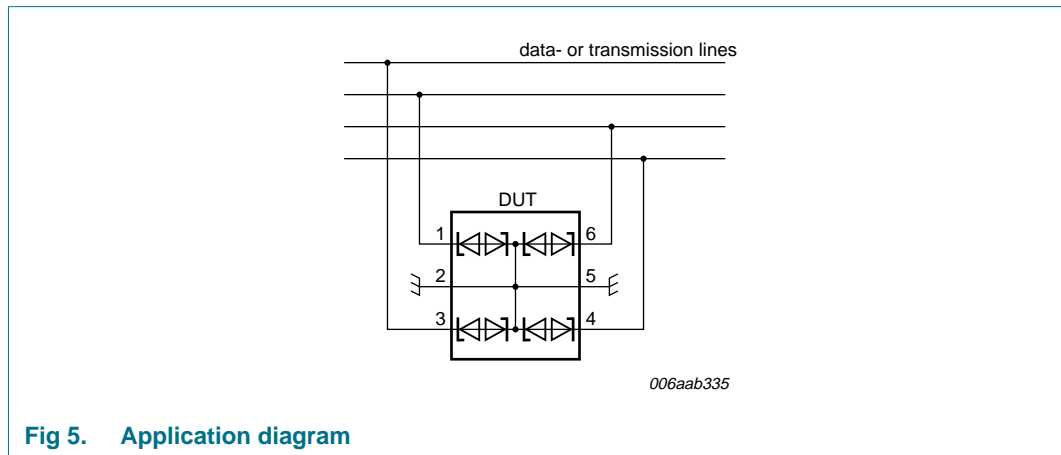 data- or transmission lines
DUT
1 6
2 5
3 4
006aab335
Fig 5. Application diagram